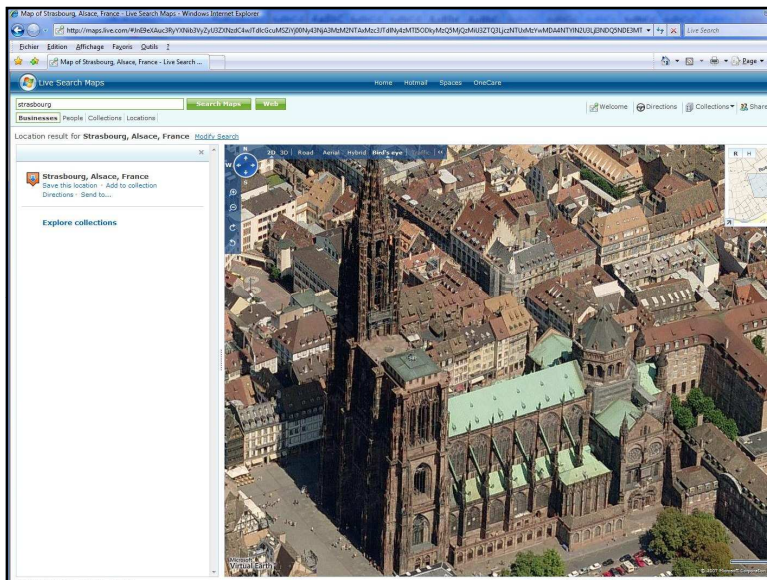 Map of Strasbourg, Alsace, France - Live Search Maps - Windows Internet Explorer
Live Search
Fichier Edition Affichage Favoris Outils ?
Map of Strasbourg, Alsace, France - Live Search ...
Page
Live Search Maps
Home Hotmail Spaces OneCare
strasbourg
Search Maps Web
Businesses People Collections Locations
Welcome Directions Collections Share
Location result for Strasbourg, Alsace, France Modify Search
2D 3D Road Aerial Hybrid Bird's eye
N
W
S
R H
Strasbourg, Alsace, France
Save this location · Add to collection
Directions · Send to...
Explore collections
Microsoft
Virtual Earth
© 2007 Microsoft Corporation